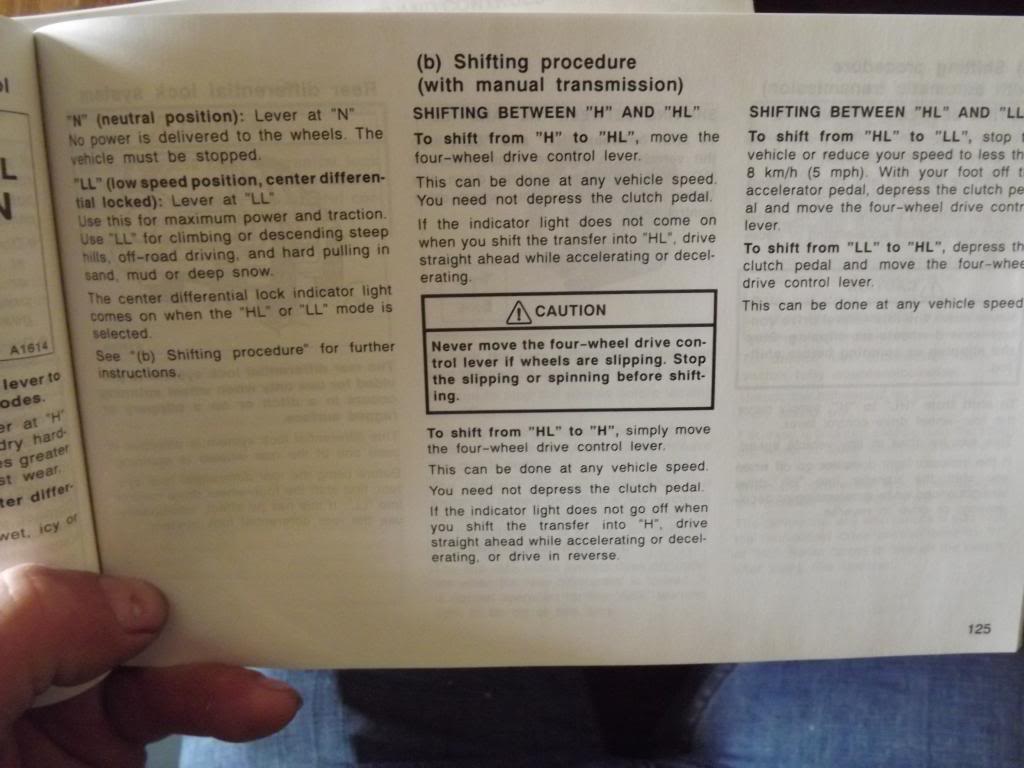 ol
L
N
A1614
lever to
odes.
er at "H"
dry hard-
es greater
st wear.
ter differ-
wet, icy or
"N" (neutral position): Lever at "N"
No power is delivered to the wheels. The
vehicle must be stopped.
"LL" (low speed position, center differen-
tial locked): Lever at "LL"
Use this for maximum power and traction.
Use "LL" for climbing or descending steep
hills, off-road driving, and hard pulling in
sand, mud or deep snow.
The center differential lock indicator light
comes on when the "HL" or "LL" mode is
selected.
See "(b) Shifting procedure" for further
instructions.
(b) Shifting procedure
(with manual transmission)
SHIFTING BETWEEN "H" AND "HL"
To shift from "H" to "HL", move the
four-wheel drive control lever.
This can be done at any vehicle speed.
You need not depress the clutch pedal.
If the indicator light does not come on
when you shift the transfer into "HL", drive
straight ahead while accelerating or decel-
erating.
CAUTION
Never move the four-wheel drive con-
trol lever if wheels are slipping. Stop
the slipping or spinning before shift-
ing.
To shift from "HL" to "H", simply move
the four-wheel drive control lever.
This can be done at any vehicle speed.
You need not depress the clutch pedal.
If the indicator light does not go off when
you shift the transfer into "H", drive
straight ahead while accelerating or decel-
erating, or drive in reverse.
SHIFTING BETWEEN "HL" AND "LL
To shift from "HL" to "LL", stop t
vehicle or reduce your speed to less th
8 km/h (5 mph). With your foot off t
accelerator pedal, depress the clutch pe
al and move the four-wheel drive contr
lever.
To shift from "LL" to "HL", depress th
clutch pedal and move the four-whee
drive control lever.
This can be done at any vehicle speed
125